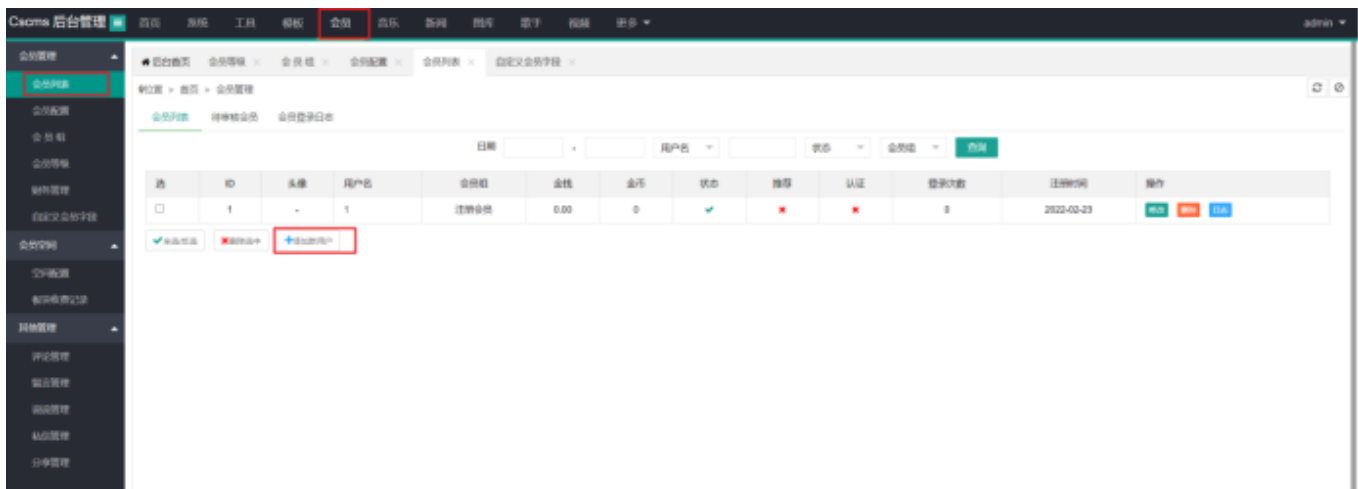 Cscms 后台管理 首页 系统 工具 模板 会员 音乐 新闻 图库 歌手 视频 更多 admin
会员管理
会员列表
会员配置
会 员 组
会员等级
财务管理
自定义会员字段
会员空间
空间配置
其他管理
评论管理
留言管理
说说管理
私信管理
分享管理
后台首页 会员等级 × 会 员 组 × 会员配置 × 会员列表 × 自定义会员字段 ×
位置 > 首页 > 会员管理
会员列表 待审核会员 会员登录日志
日期 - 用户名 状态 会员组 查询
选 ID 头像 用户名 会员组 金钱 金币 状态 推荐 认证 登录次数 注册时间 操作
1 - 1 注册会员 0.00 0 0 2022-02-23 修改 删除 日志
全选/反选 删除选中 添加新用户